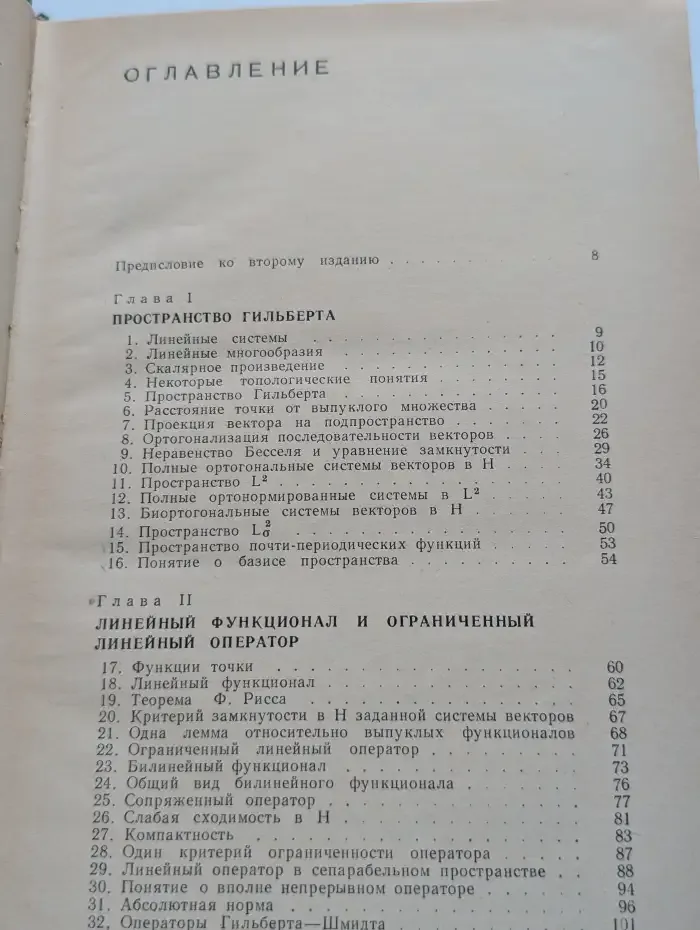 ОГЛАВЛЕНИЕ
Предисловие ко второму изданию . . . . . . . . . . . 8
Глава I
ПРОСТРАНСТВО ГИЛЬБЕРТА
1. Линейные системы . . . . . . . . . . . . . 9
2. Линейные многообразия . . . . . . . . . . . 10
3. Скалярное произведение . . . . . . . . . . . 12
4. Некоторые топологические понятия . . . . . . . . 15
5. Пространство Гильберта . . . . . . . . . . . 16
6. Расстояние точки от выпуклого множества . . . . . 20
7. Проекция вектора на подпространство . . . . . . 22
8. Ортогонализация последовательности векторов . . . . 26
9. Неравенство Бесселя и уравнение замкнутости . . . 29
10. Полные ортогональные системы векторов в H . . . . 34
11. Пространство L² . . . . . . . . . . . . . . 40
12. Полные ортонормированные системы в L² . . . . . 43
13. Биортогональные системы векторов в H . . . . . . 47
14. Пространство L²σ . . . . . . . . . . . . . . 50
15. Пространство почти-периодических функций . . . . . 53
16. Понятие о базисе пространства . . . . . . . . . . 54
Глава II
ЛИНЕЙНЫЙ ФУНКЦИОНАЛ И ОГРАНИЧЕННЫЙ
ЛИНЕЙНЫЙ ОПЕРАТОР
17. Функции точки . . . . . . . . . . . . . . . . 60
18. Линейный функционал . . . . . . . . . . . . . 62
19. Теорема Ф. Рисса . . . . . . . . . . . . . . 65
20. Критерий замкнутости в H заданной системы векторов 67
21. Одна лемма относительно выпуклых функционалов 68
22. Ограниченный линейный оператор . . . . . . . . . 71
23. Билинейный функционал . . . . . . . . . . . . 73
24. Общий вид билинейного функционала . . . . . . . 76
25. Сопряженный оператор . . . . . . . . . . . . . 77
26. Слабая сходимость в H . . . . . . . . . . . . . 81
27. Компактность . . . . . . . . . . . . . . . . 83
28. Один критерий ограниченности оператора . . . . . 87
29. Линейный оператор в сепарабельном пространстве . . 88
30. Понятие о вполне непрерывном операторе . . . . . . 94
31. Абсолютная норма . . . . . . . . . . . . . . . 96
32. Операторы Гильберта—Шмидта . . . . . . . . . 101